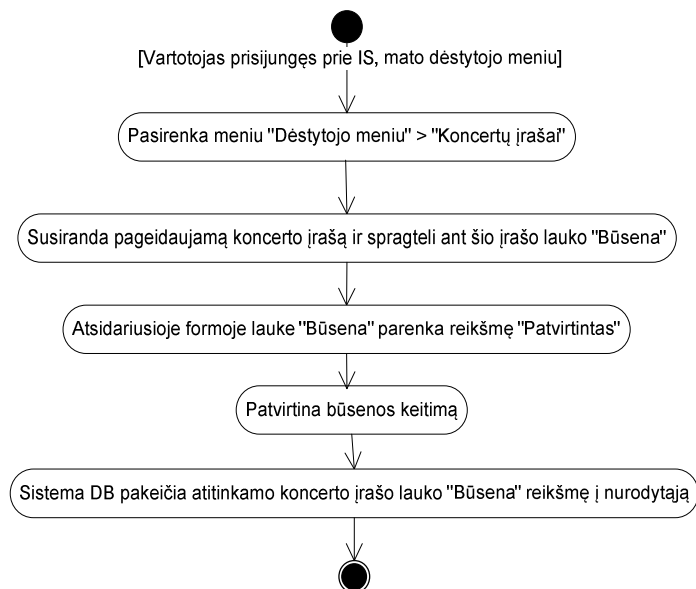 [Vartotojas prisijungęs prie IS, mato dėstytojo meniu]
Pasirenka meniu "Dėstytojo meniu" > "Koncertų įrašai"
Susiranda pageidaujamą koncerto įrašą ir spragteli ant šio įrašo lauko "Būsena"
Atsidariusioje formoje lauke "Būsena" parenka reikšmę "Patvirtintas"
Patvirtina būsenos keitimą
Sistema DB pakeičia atitinkamo koncerto įrašo lauko "Būsena" reikšmę į nurodytąją